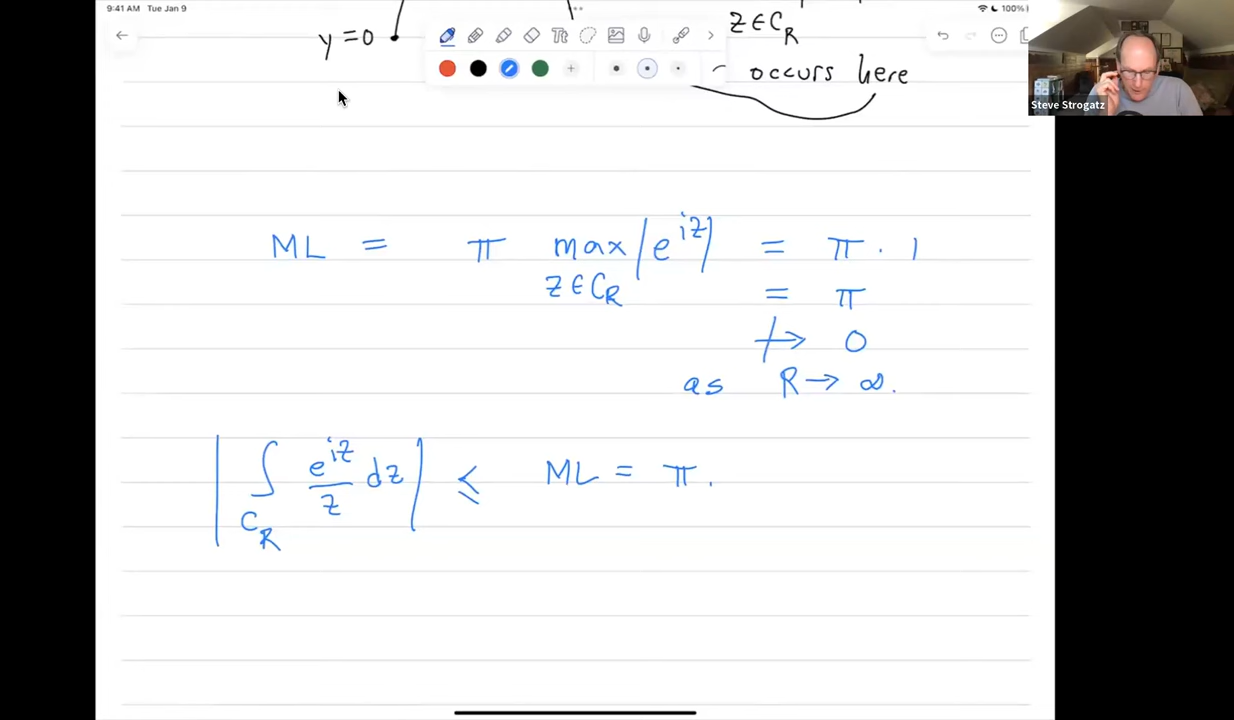 9:41 AM Tue Jan 9
100%
y = 0
z ∈ C_R
occurs here
Steve Strogatz
ML = π max |e^{iz}| = π · 1
z ∈ C_R
= π
↛ 0
as R → ∞.
| ∫_{C_R} e^{iz}/z dz | ≤ ML = π.